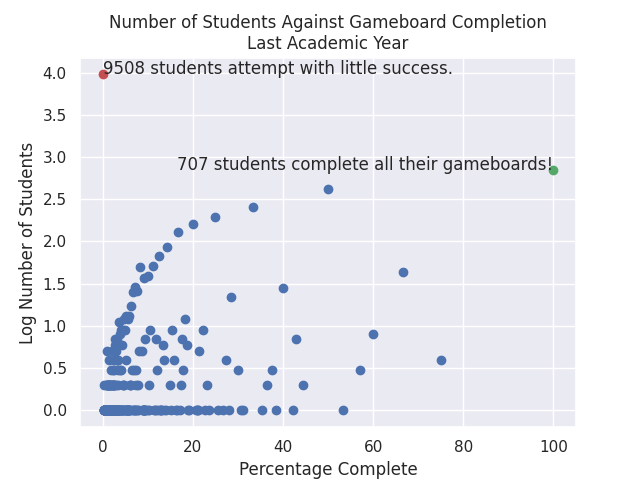 Number of Students Against Gameboard Completion
Last Academic Year
9508 students attempt with little success.
707 students complete all their gameboards!
Log Number of Students
4.0
3.5
3.0
2.5
2.0
1.5
1.0
0.5
0.0
0 20 40 60 80 100
Percentage Complete